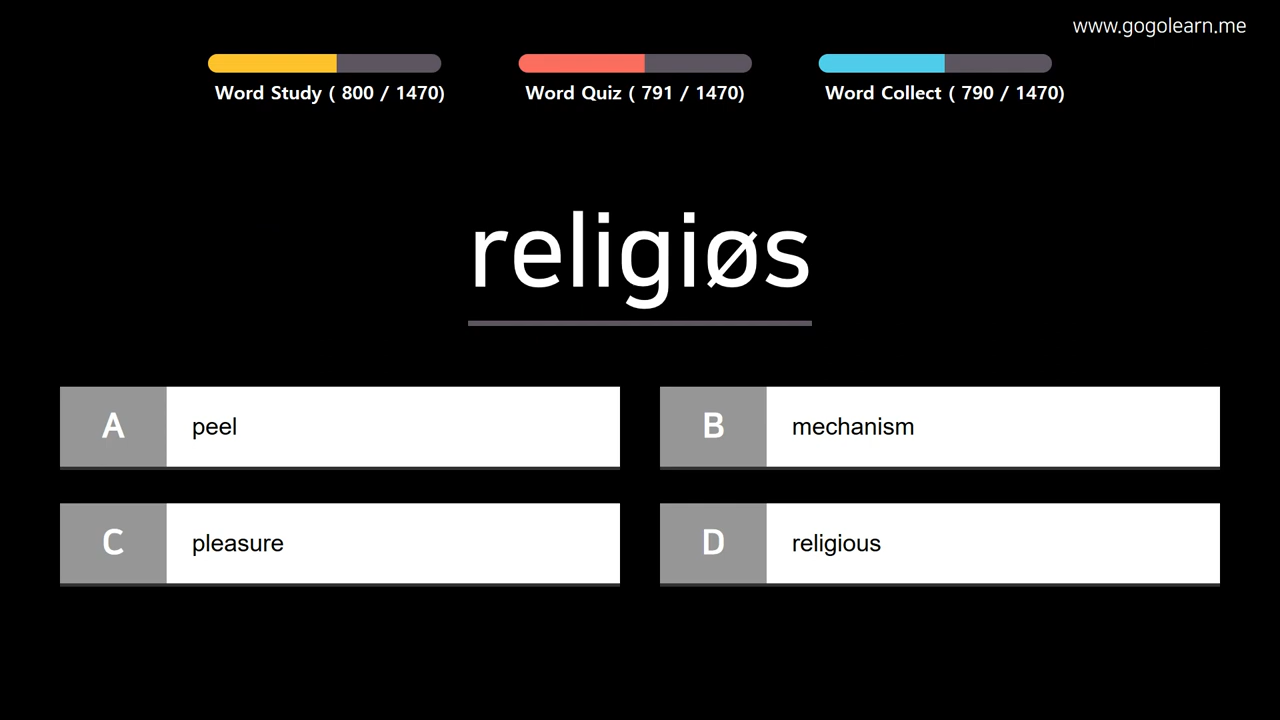 www.gogolearn.me
Word Study ( 800 / 1470)
Word Quiz ( 791 / 1470)
Word Collect ( 790 / 1470)
religiøs
A peel
B mechanism
C pleasure
D religious